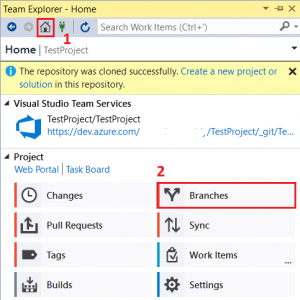 Team Explorer - Home
Search Work Items (Ctrl+')
1
Home | TestProject
The repository was cloned successfully. Create a new project or
solution in this repository.
Visual Studio Team Services
TestProject/TestProject
https://dev.azure.com/ /TestProject/_git/Te...
Project
Web Portal | Task Board
2
Changes
Branches
Pull Requests
Sync
Tags
Work Items
...
Builds
Settings